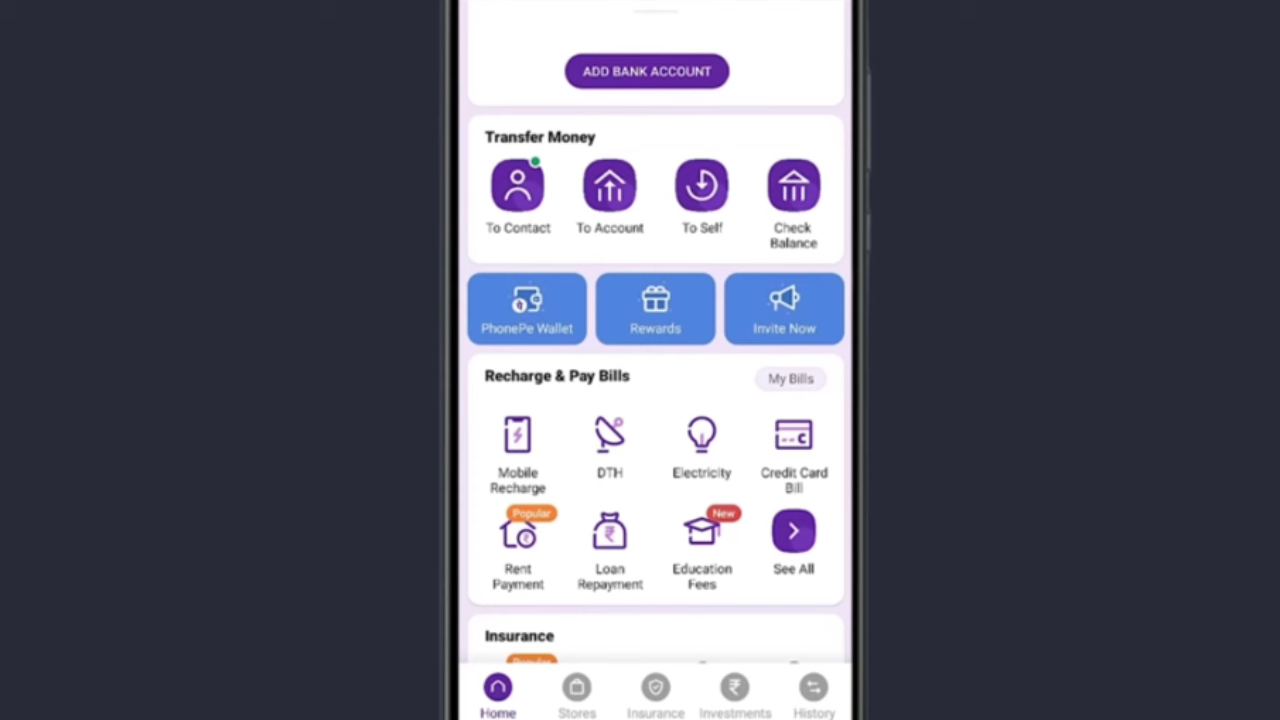 ADD BANK ACCOUNT
Transfer Money
To Contact
To Account
To Self
Check
Balance
PhonePe Wallet
Rewards
Invite Now
Recharge & Pay Bills
My Bills
Mobile
Recharge
DTH
Electricity
Credit Card
Bill
Popular
Rent
Payment
Loan
Repayment
New
Education
Fees
See All
Insurance
Popular
Home
Stores
Insurance
Investments
History